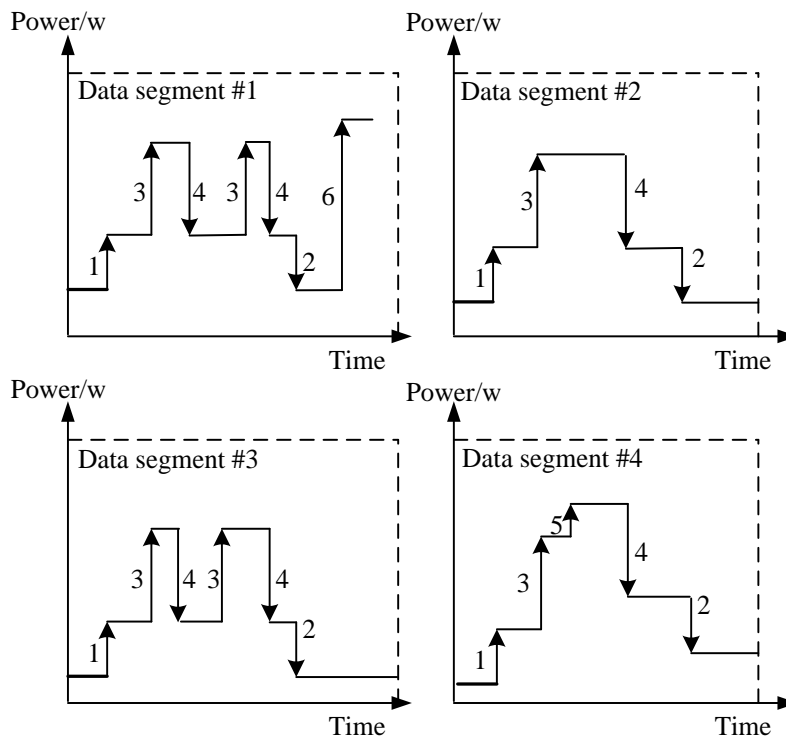 Power/w
Data segment #1
3
4
3
4
6
1
2
Time
Power/w
Data segment #2
3
4
1
2
Time
Power/w
Data segment #3
3
4
3
4
1
2
Time
Power/w
Data segment #4
5
3
4
1
2
Time